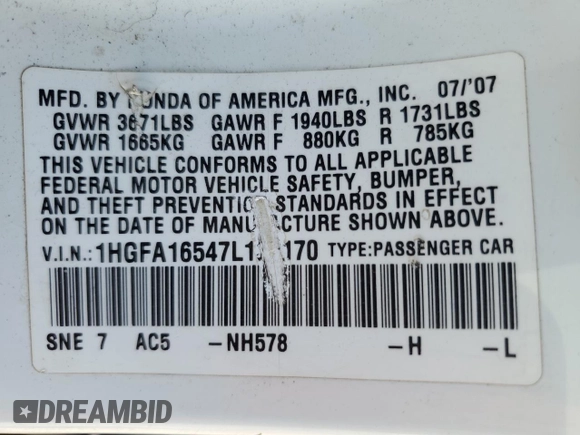 MFD. BY HONDA OF AMERICA MFG., INC. 07/'07
GVWR 3671LBS GAWR F 1940LBS R 1731LBS
GVWR 1665KG GAWR F 880KG R 785KG
THIS VEHICLE CONFORMS TO ALL APPLICABLE
FEDERAL MOTOR VEHICLE SAFETY, BUMPER,
AND THEFT PREVENTION STANDARDS IN EFFECT
ON THE DATE OF MANUFACTURE SHOWN ABOVE.
V.I.N.: TYPE:PASSENGER CAR
SNE 7 AC5 -NH578 -H -L
DREAMBID